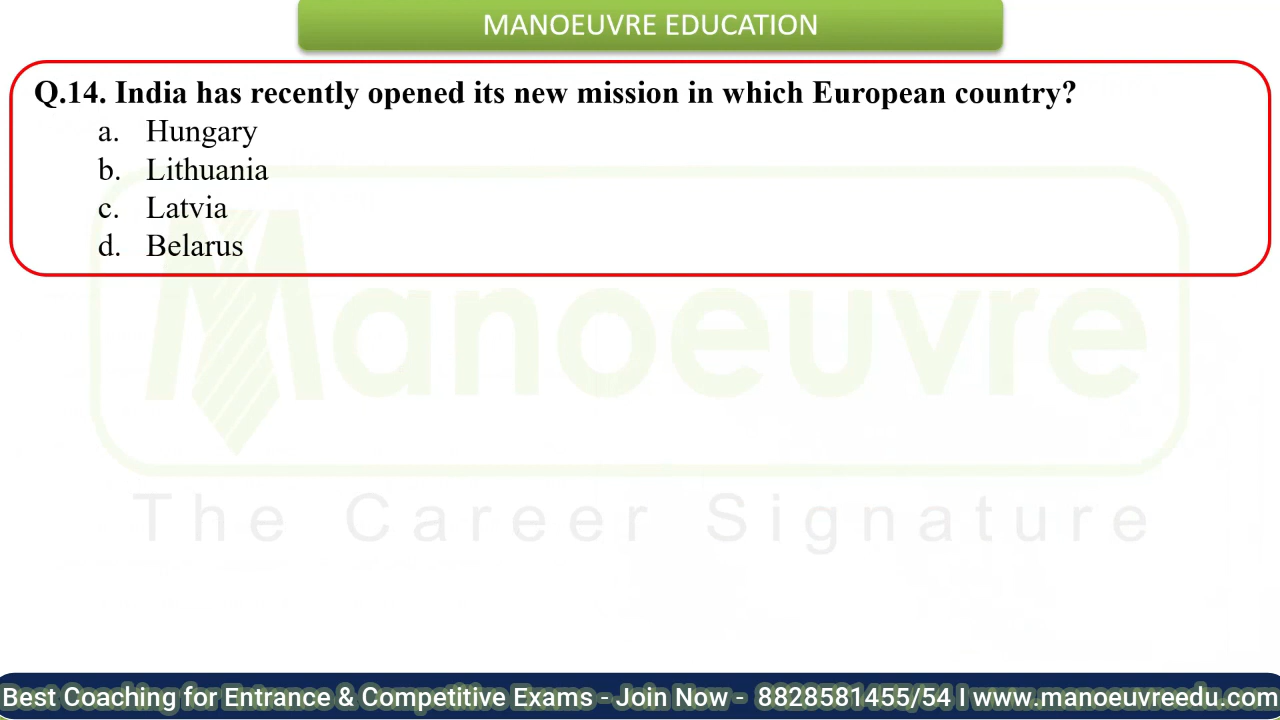 MANOEUVRE EDUCATION
Q.14. India has recently opened its new mission in which European country?
a. Hungary
b. Lithuania
c. Latvia
d. Belarus
Manoeuvre
The Career Signature
Best Coaching for Entrance & Competitive Exams - Join Now - 8828581455/54 I www.manoeuvreedu.com